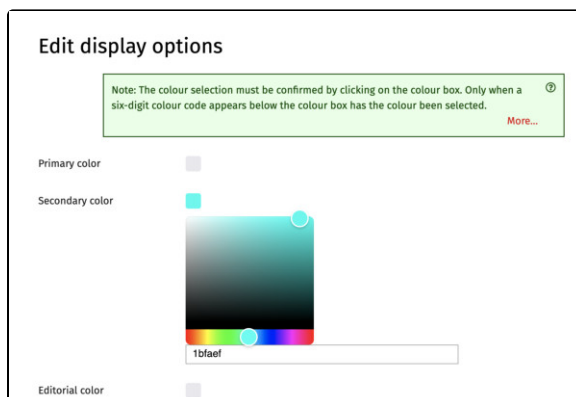 Edit display options
Note: The colour selection must be confirmed by clicking on the colour box. Only when a
six-digit colour code appears below the colour box has the colour been selected.
More...
Primary color
Secondary color
1bfaef
Editorial color